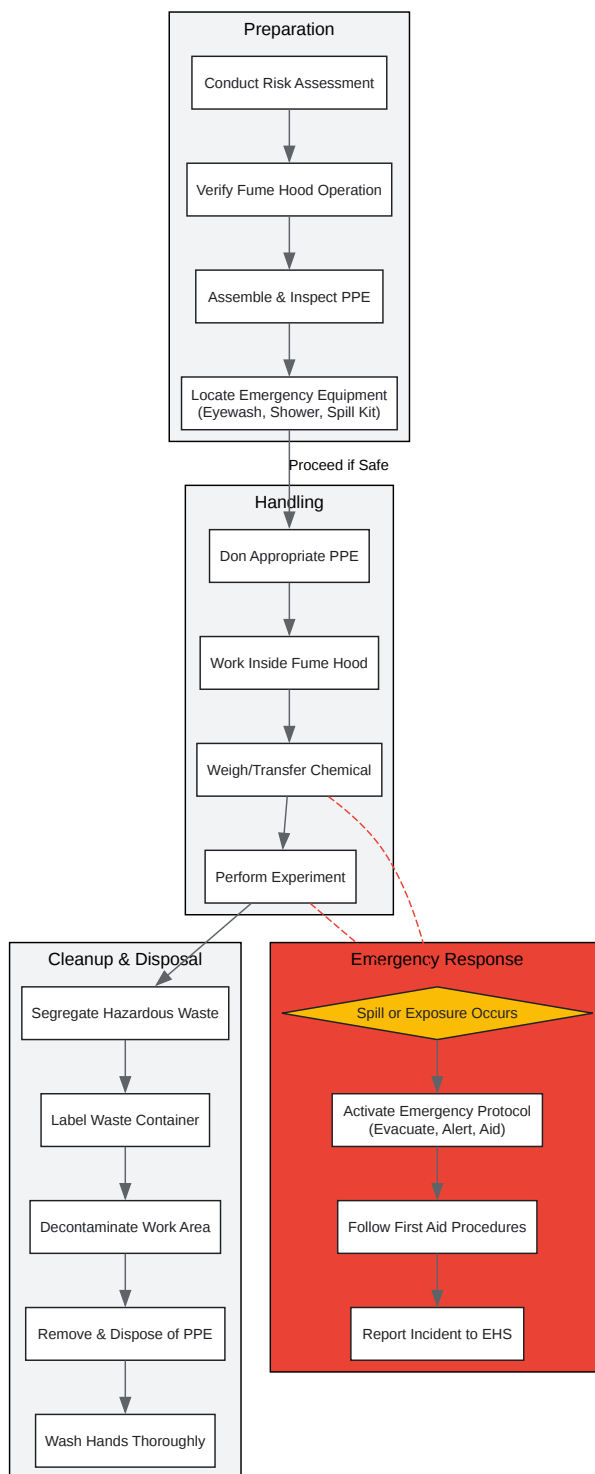 Preparation
Conduct Risk Assessment
Verify Fume Hood Operation
Assemble & Inspect PPE
Locate Emergency Equipment
(Eyewash, Shower, Spill Kit)
Proceed if Safe
Handling
Don Appropriate PPE
Work Inside Fume Hood
Weigh/Transfer Chemical
Perform Experiment
Cleanup & Disposal
Segregate Hazardous Waste
Label Waste Container
Decontaminate Work Area
Remove & Dispose of PPE
Wash Hands Thoroughly
Emergency Response
Spill or Exposure Occurs
Activate Emergency Protocol
(Evacuate, Alert, Aid)
Follow First Aid Procedures
Report Incident to EHS